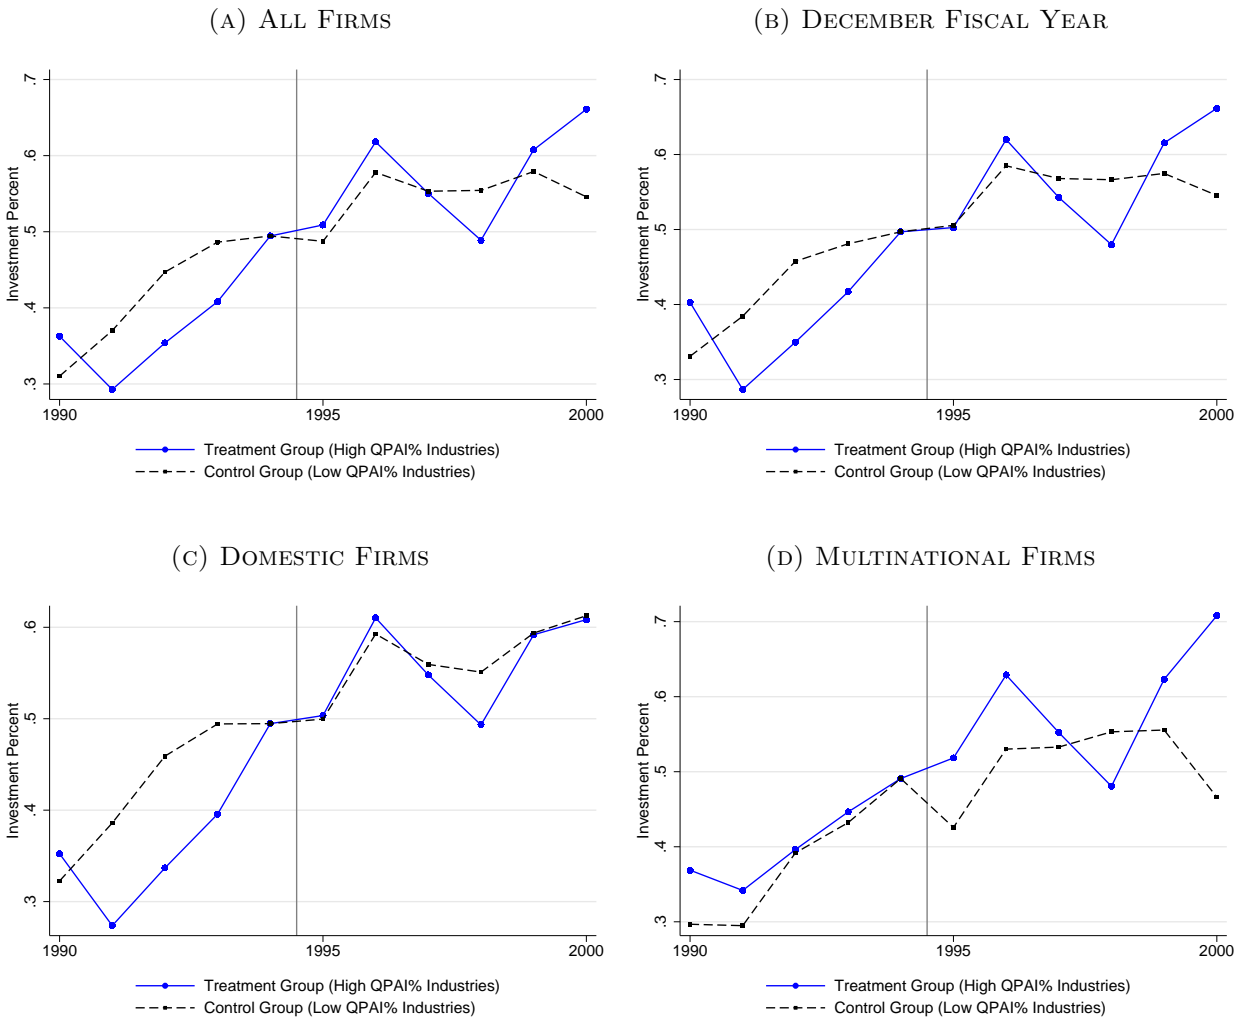 (A) ALL FIRMS
Investment Percent
.7
.6
.5
.4
.3
1990
1995
2000
Treatment Group (High QPAI% Industries)
Control Group (Low QPAI% Industries)
(B) DECEMBER FISCAL YEAR
Investment Percent
.7
.6
.5
.4
.3
1990
1995
2000
Treatment Group (High QPAI% Industries)
Control Group (Low QPAI% Industries)
(C) DOMESTIC FIRMS
Investment Percent
.6
.5
.4
.3
1990
1995
2000
Treatment Group (High QPAI% Industries)
Control Group (Low QPAI% Industries)
(D) MULTINATIONAL FIRMS
Investment Percent
.7
.6
.5
.4
.3
1990
1995
2000
Treatment Group (High QPAI% Industries)
Control Group (Low QPAI% Industries)